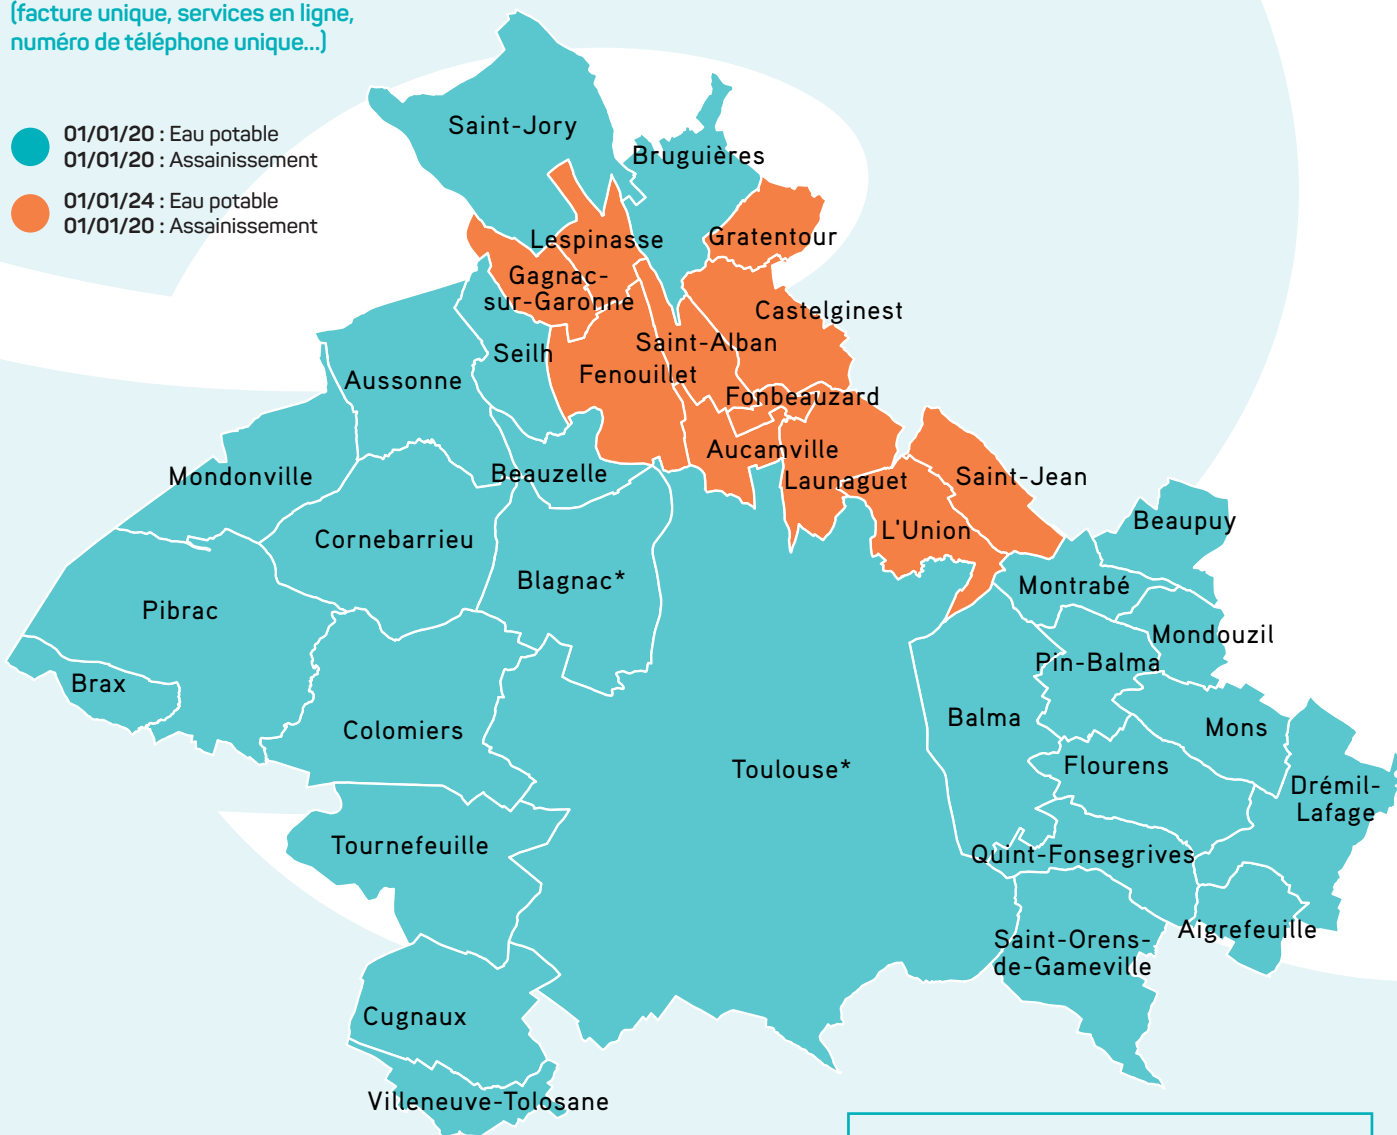 (facture unique, services en ligne,
numéro de téléphone unique...)
01/01/20 : Eau potable
01/01/20 : Assainissement
01/01/24 : Eau potable
01/01/20 : Assainissement
Saint-Jory
Bruguières
Lespinasse
Gratentour
Gagnac-
sur-Garonne
Castelginest
Saint-Alban
Seilh
Fenouillet
Aussonne
Fonbeauzard
Aucamville
Mondonville
Beauzelle
Launaguet
Saint-Jean
Beaupuy
L'Union
Cornebarrieu
Blagnac*
Montrabé
Pibrac
Mondouzil
Pin-Balma
Brax
Balma
Mons
Colomiers
Toulouse*
Flourens
Drémil-
Lafage
Tournefeuille
Quint-Fonsegrives
Aigrefeuille
Saint-Orens-
de-Gameville
Cugnaux
Villeneuve-Tolosane